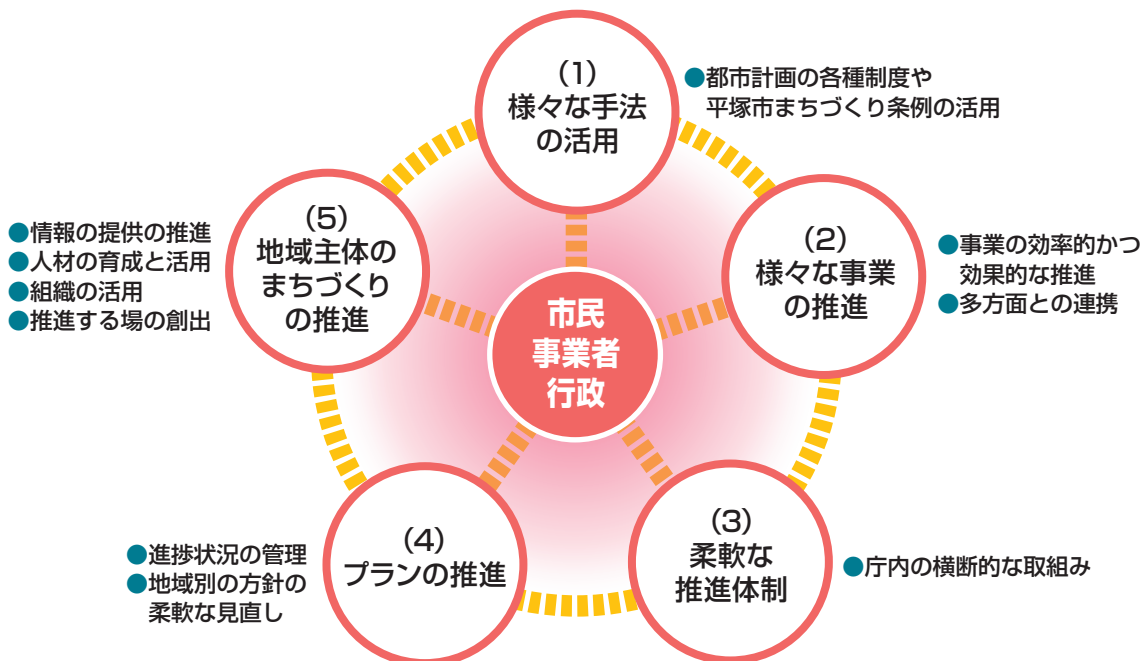 (1)
様々な手法
の活用
●都市計画の各種制度や
平塚市まちづくり条例の活用
(2)
様々な事業
の推進
●事業の効率的かつ
効果的な推進
●多方面との連携
(3)
柔軟な
推進体制
●庁内の横断的な取組み
(4)
プランの推進
●進捗状況の管理
●地域別の方針の
柔軟な見直し
(5)
地域主体の
まちづくり
の推進
●情報の提供の推進
●人材の育成と活用
●組織の活用
●推進する場の創出
市民
事業者
行政